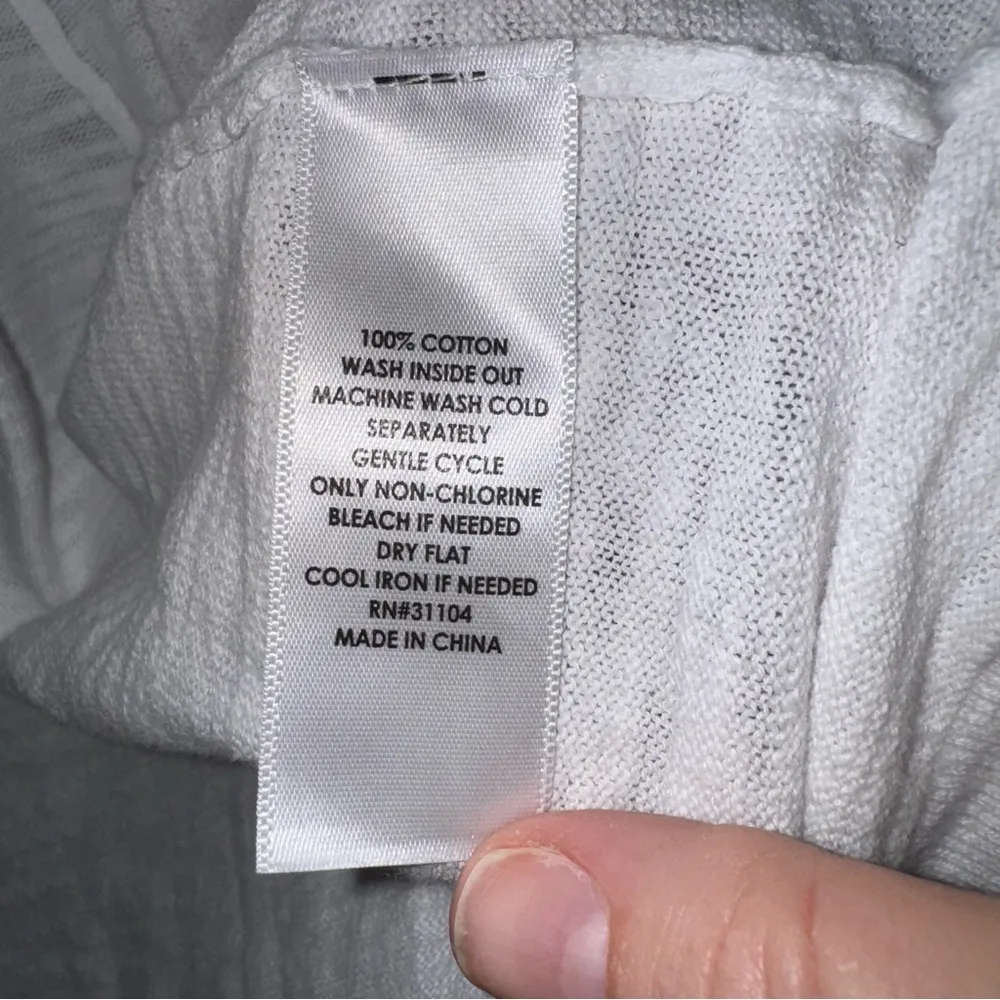 100% COTTON
WASH INSIDE OUT
MACHINE WASH COLD
SEPARATELY
GENTLE CYCLE
ONLY NON-CHLORINE
BLEACH IF NEEDED
DRY FLAT
COOL IRON IF NEEDED
RN#31104
MADE IN CHINA